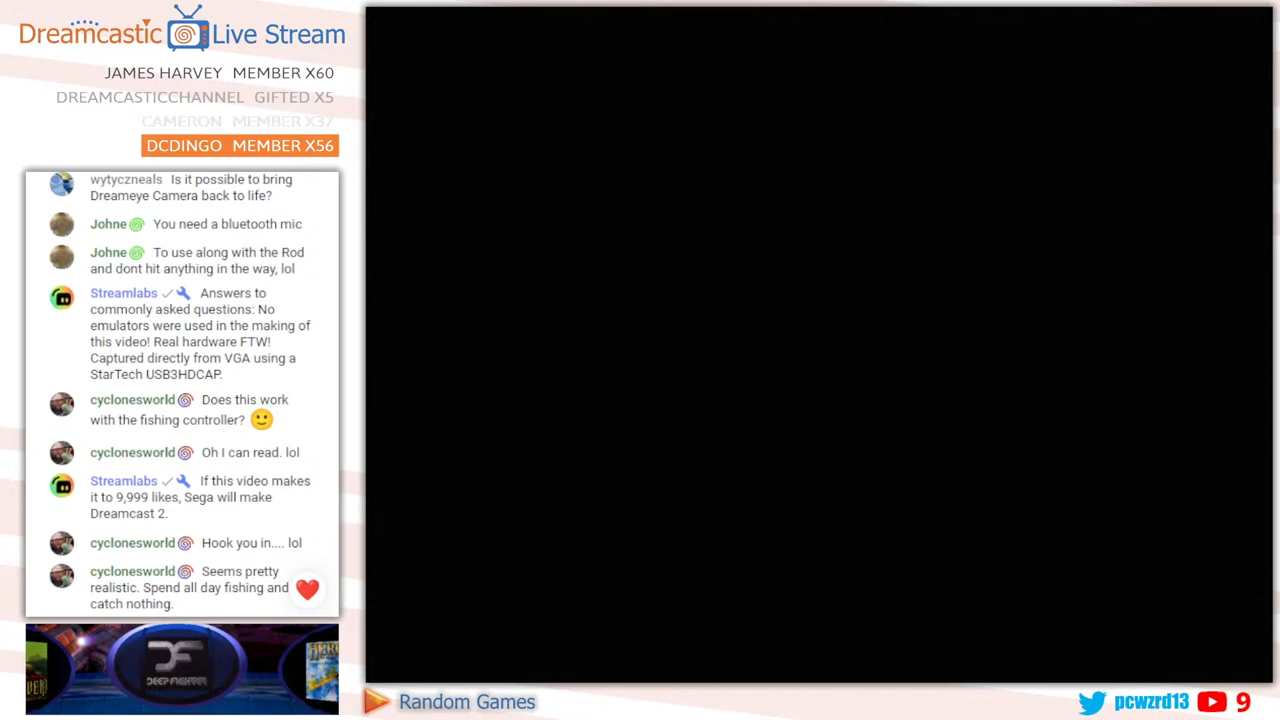 Dreamcastic Live Stream
JAMES HARVEY MEMBER X60
DREAMCASTICCHANNEL GIFTED X5
CAMERON MEMBER X37
DCDINGO MEMBER X56
wytyczneals Is it possible to bring
Dreameye Camera back to life?
Johne You need a bluetooth mic
Johne To use along with the Rod
and dont hit anything in the way, lol
Streamlabs Answers to
commonly asked questions: No
emulators were used in the making of
this video! Real hardware FTW!
Captured directly from VGA using a
StarTech USB3HDCAP.
cyclonesworld Does this work
with the fishing controller?
cyclonesworld Oh I can read. lol
Streamlabs If this video makes
it to 9,999 likes, Sega will make
Dreamcast 2.
cyclonesworld Hook you in.... lol
cyclonesworld Seems pretty
realistic. Spend all day fishing and
catch nothing.
DF
DEEP FIGHTER
Random Games
pcwzrd13 9